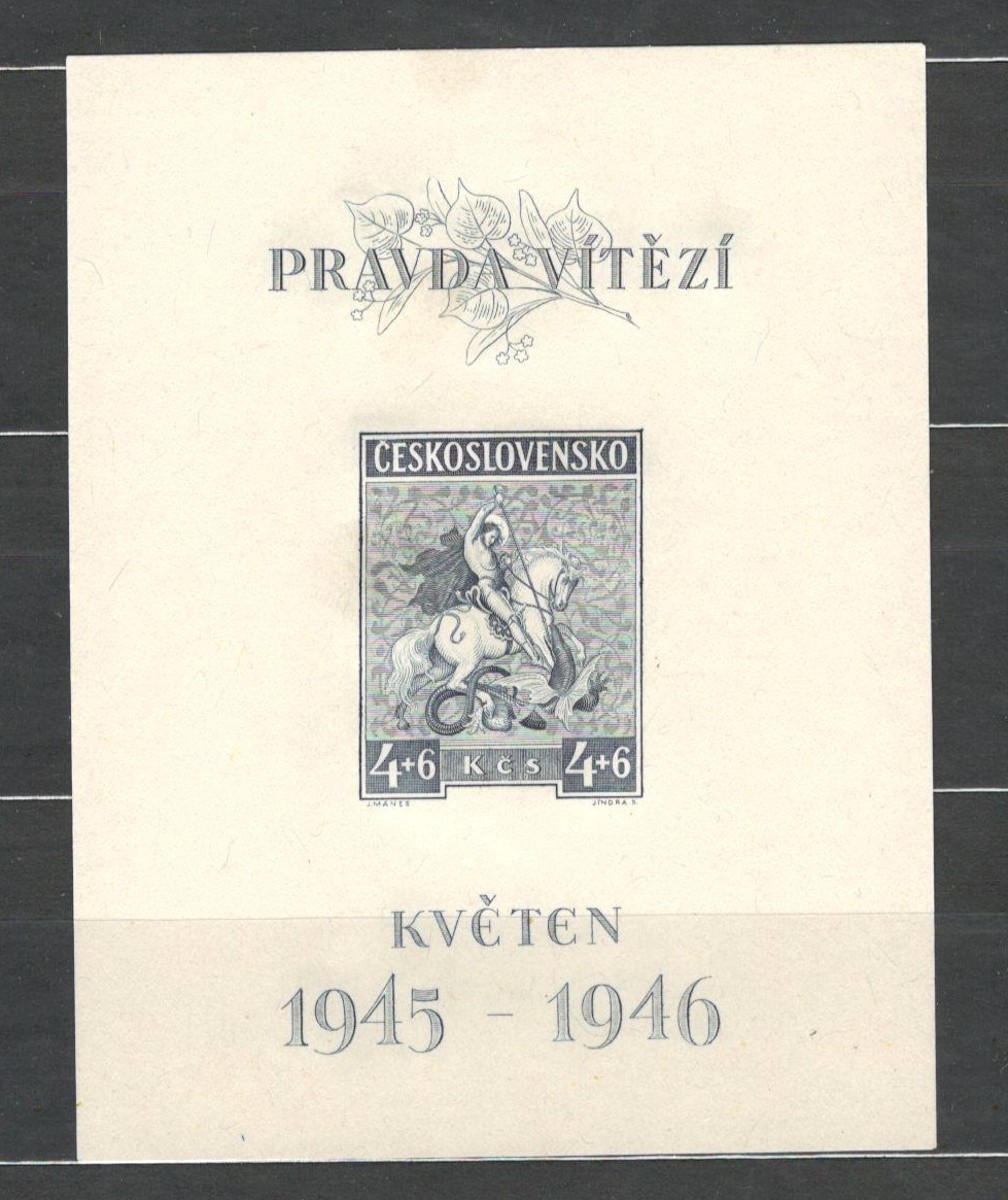 PRAVDA VÍTĚZÍ
ČESKOSLOVENSKO
4+6 Kčs 4+6
J. MÁNES JINDRA S.
KVĚTEN
1945 - 1946